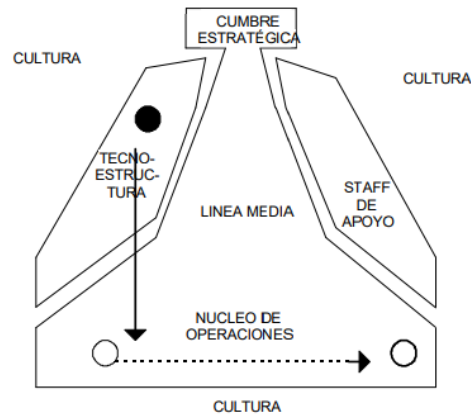 CUMBRE
ESTRATÉGICA
CULTURA
CULTURA
TECNO-
ESTRUC-
TURA
STAFF
DE
APOYO
LINEA MEDIA
NUCLEO DE
OPERACIONES
CULTURA